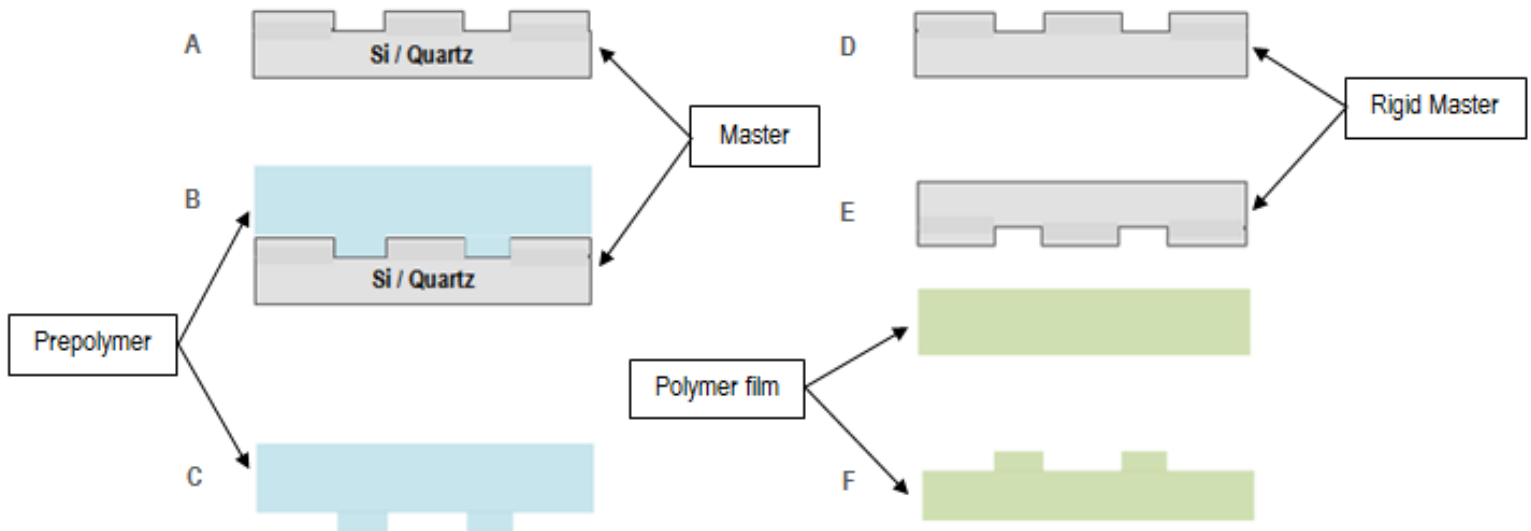 A
Si / Quartz
Master
B
Si / Quartz
Prepolymer
C
D
Rigid Master
E
Polymer film
F